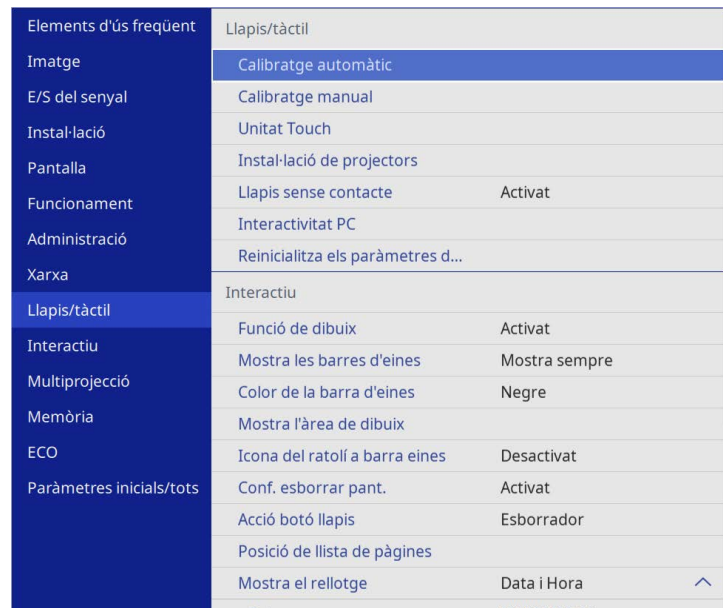 Elements d'ús freqüent
Imatge
E/S del senyal
Instal·lació
Pantalla
Funcionament
Administració
Xarxa
Llapis/tàctil
Interactiu
Multiprojecció
Memòria
ECO
Paràmetres inicials/tots
Llapis/tàctil
Calibratge automàtic
Calibratge manual
Unitat Touch
Instal·lació de projectors
Llapis sense contacte Activat
Interactivitat PC
Reinicialitza els paràmetres d...
Interactiu
Funció de dibuix Activat
Mostra les barres d'eines Mostra sempre
Color de la barra d'eines Negre
Mostra l'àrea de dibuix
Icona del ratolí a barra eines Desactivat
Conf. esborrar pant. Activat
Acció botó llapis Esborrador
Posició de llista de pàgines
Mostra el rellotge Data i Hora